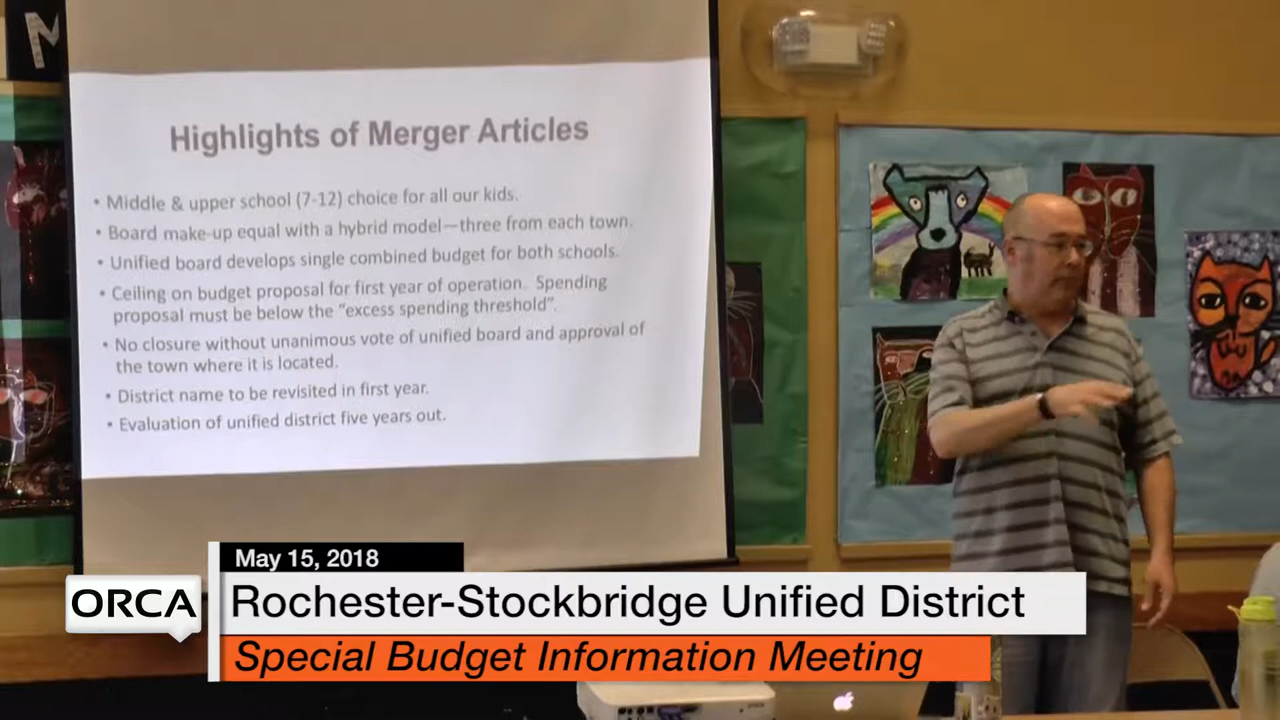 Highlights of Merger Articles
• Middle & upper school (7-12) choice for all our kids.
• Board make-up equal with a hybrid model—three from each town.
• Unified board develops single combined budget for both schools.
• Ceiling on budget proposal for first year of operation. Spending
proposal must be below the “excess spending threshold”.
• No closure without unanimous vote of unified board and approval of
the town where it is located.
• District name to be revisited in first year.
• Evaluation of unified district five years out.
May 15, 2018
ORCA
Rochester-Stockbridge Unified District
Special Budget Information Meeting
EPSON
M